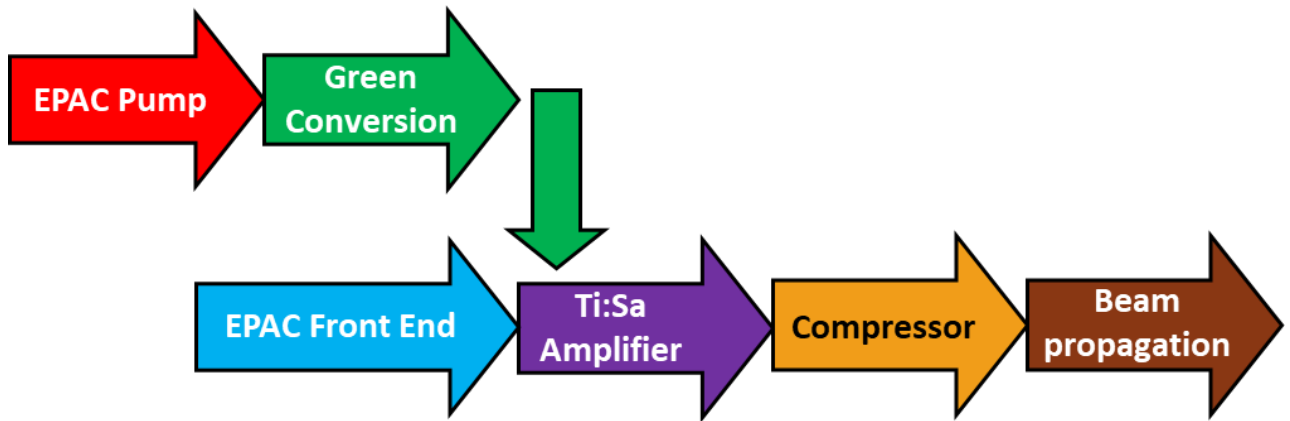 EPAC Pump
Green
Conversion
EPAC Front End
Ti:Sa
Amplifier
Compressor
Beam
propagation